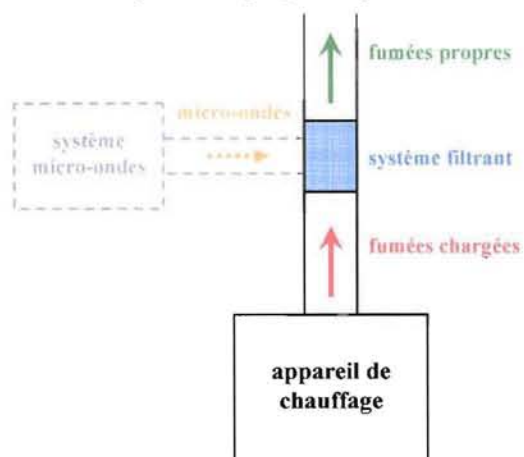 fumées propres
micro-ondes
système
micro-ondes
système filtrant
fumées chargées
appareil de
chauffage